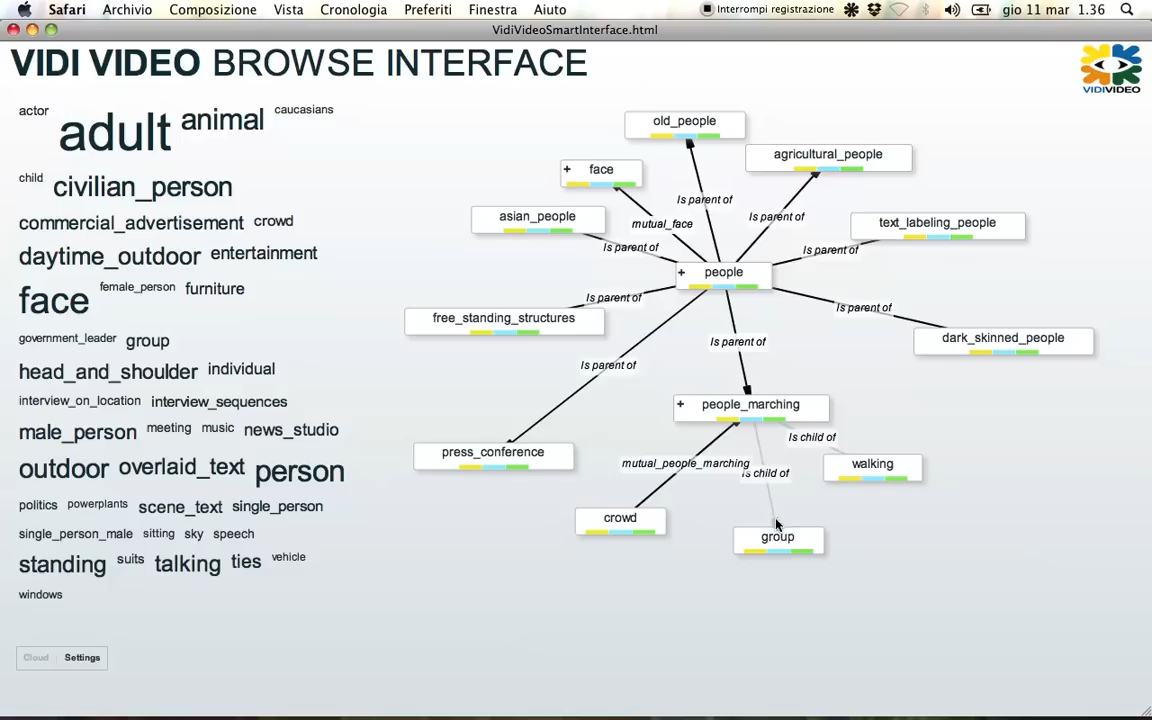 Safari Archivio Composizione Vista Cronologia Preferiti Finestra Aiuto Interrompi registrazione gio 11 mar 1.36
VidiVideoSmartInterface.html
VIDI VIDEO BROWSE INTERFACE
VIDIVIDEO
actor adult animal caucasians
child civilian_person
commercial_advertisement crowd
daytime_outdoor entertainment
face female_person furniture
government_leader group
head_and_shoulder individual
interview_on_location interview_sequences
male_person meeting music news_studio
outdoor overlaid_text person
politics powerplants scene_text single_person
single_person_male sitting sky speech
standing suits talking ties vehicle
windows
Cloud Settings
old_people
agricultural_people
+ face
Is parent of
asian_people
mutual_face
Is parent of
text_labeling_people
Is parent of
Is parent of
+ people
Is parent of
Is parent of
free_standing_structures
dark_skinned_people
Is parent of
Is parent of
+ people_marching
Is child of
press_conference
mutual_people_marching
Is child of
walking
crowd
group